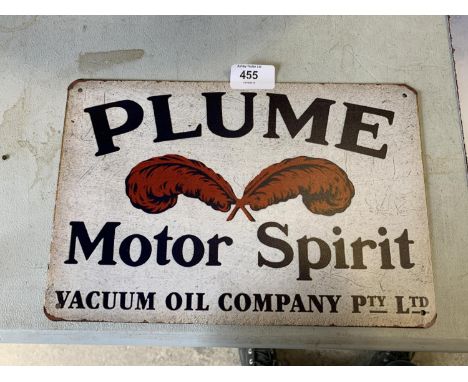 455
PLUME
Motor Spirit
VACUUM OIL COMPANY PTY LTD